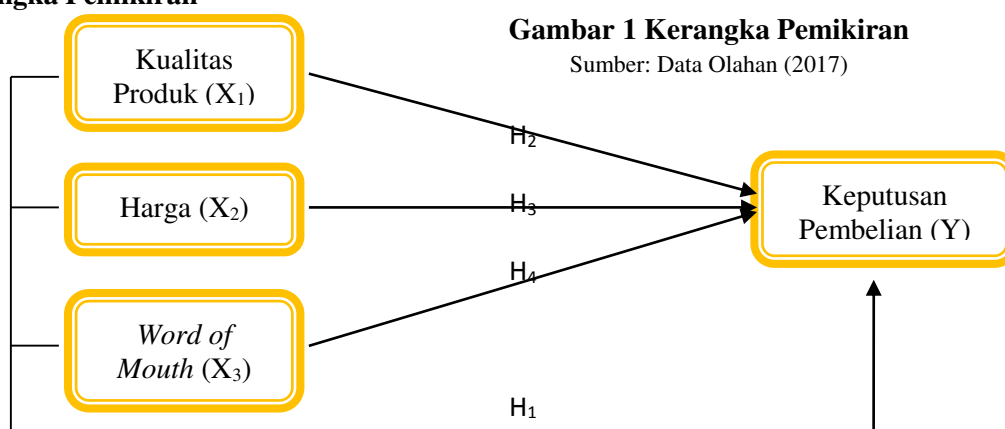 ngka Pemikiran
Gambar 1 Kerangka Pemikiran
Sumber: Data Olahan (2017)
Kualitas
Produk (X₁)
H₂
Harga (X₂)
H₃
Keputusan
Pembelian (Y)
H₄
Word of
Mouth (X₃)
H₁